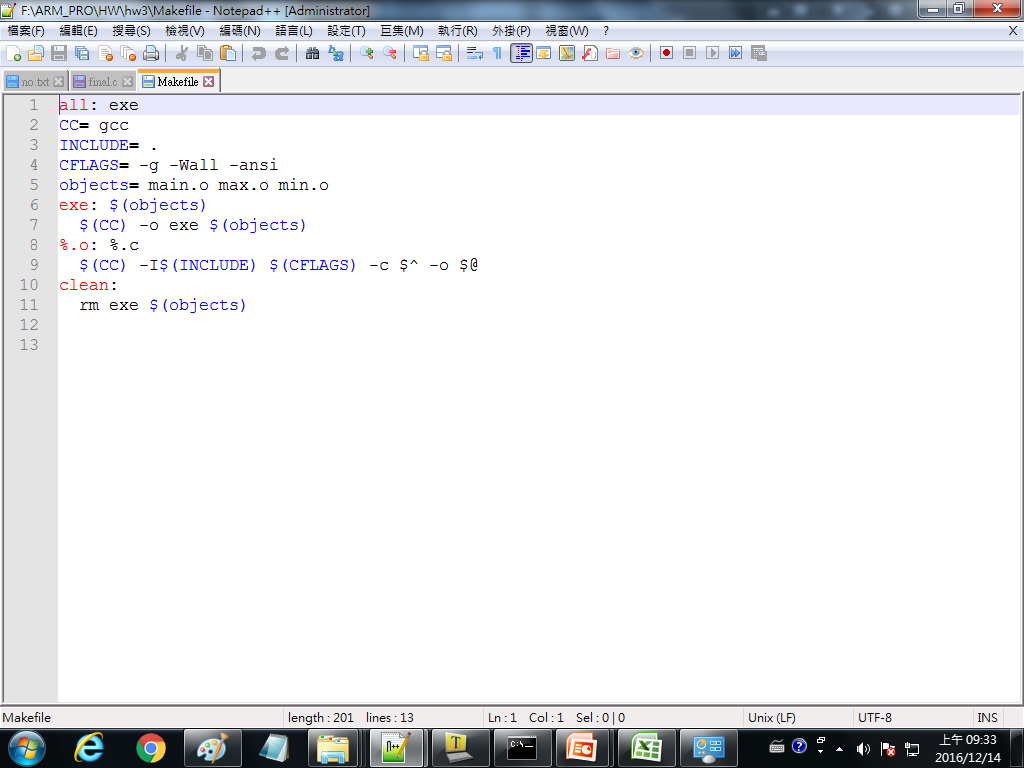 F:\ARM_PRO\HW\hw3\Makefile - Notepad++ [Administrator]
檔案(F) 編輯(E) 搜尋(S) 檢視(V) 編碼(N) 語言(L) 設定(T) 巨集(M) 執行(R) 外掛(P) 視窗(W) ? X
no.txt final.c Makefile
1 all: exe
2 CC= gcc
3 INCLUDE= .
4 CFLAGS= -g -Wall -ansi
5 objects= main.o max.o min.o
6 exe: $(objects)
7   $(CC) -o exe $(objects)
8 %.o: %.c
9   $(CC) -I$(INCLUDE) $(CFLAGS) -c $^ -o $@
10 clean:
11   rm exe $(objects)
12
13
Makefile length : 201 lines : 13 Ln : 1 Col : 1 Sel : 0 | 0 Unix (LF) UTF-8 INS
上午 09:33
2016/12/14